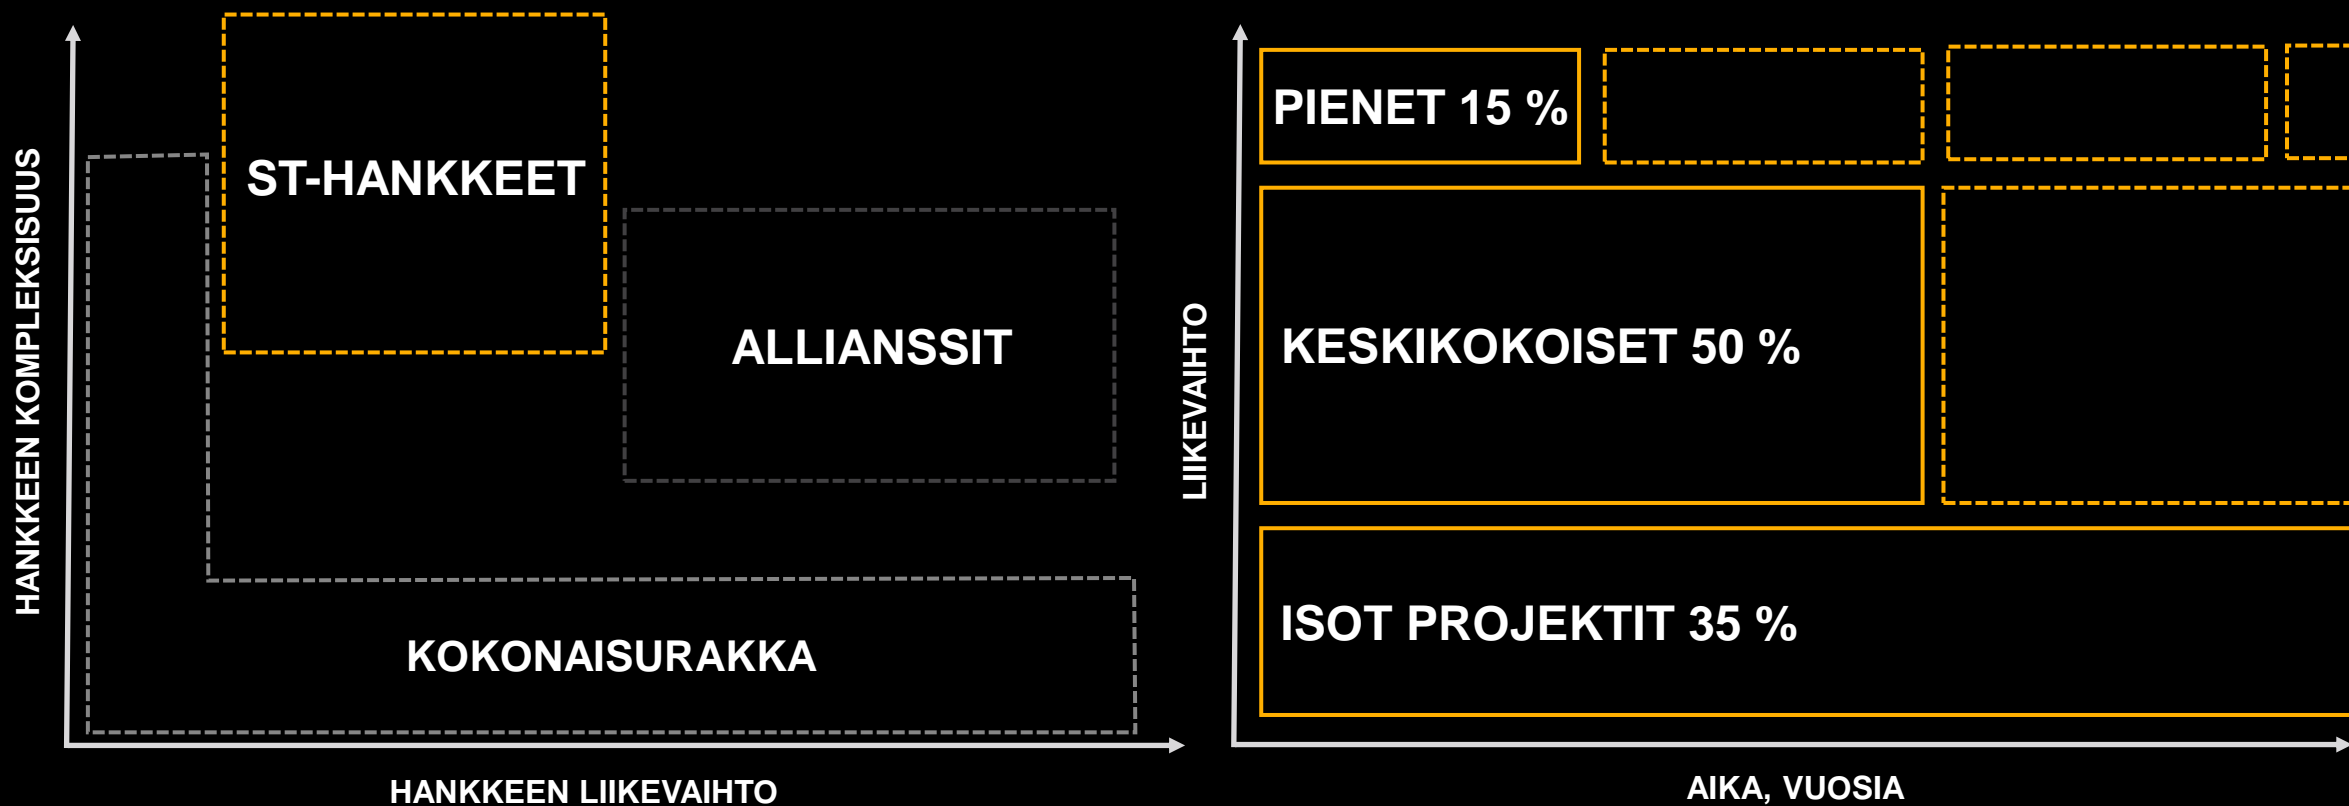 HANKKEEN KOMPLEKSISUUS
ST-HANKKEET
ALLIANSSIT
KOKONAISURAKKA
HANKKEEN LIIKEVAIHTO
LIIKEVAIHTO
PIENET 15 %
KESKIKOKOISET 50 %
ISOT PROJEKTIT 35 %
AIKA, VUOSIA